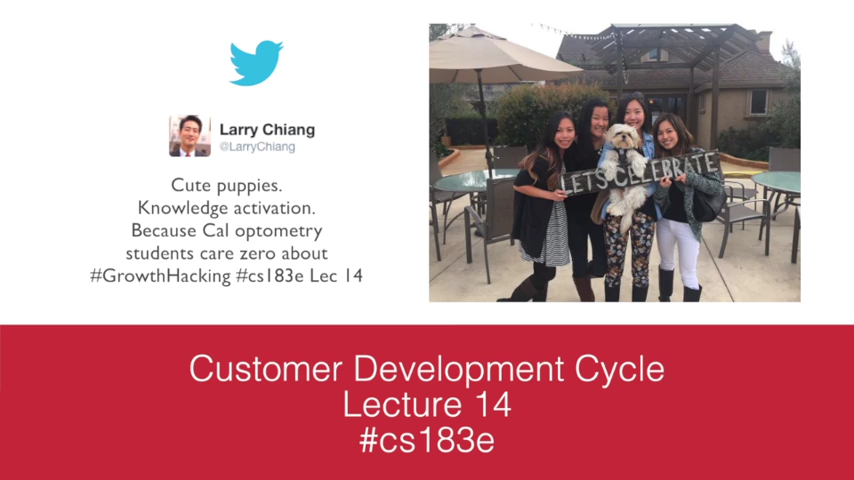 Larry Chiang
@LarryChiang
Cute puppies.
Knowledge activation.
Because Cal optometry
students care zero about
#GrowthHacking #cs183e Lec 14
LETS CELEBRATE
Customer Development Cycle
Lecture 14
#cs183e